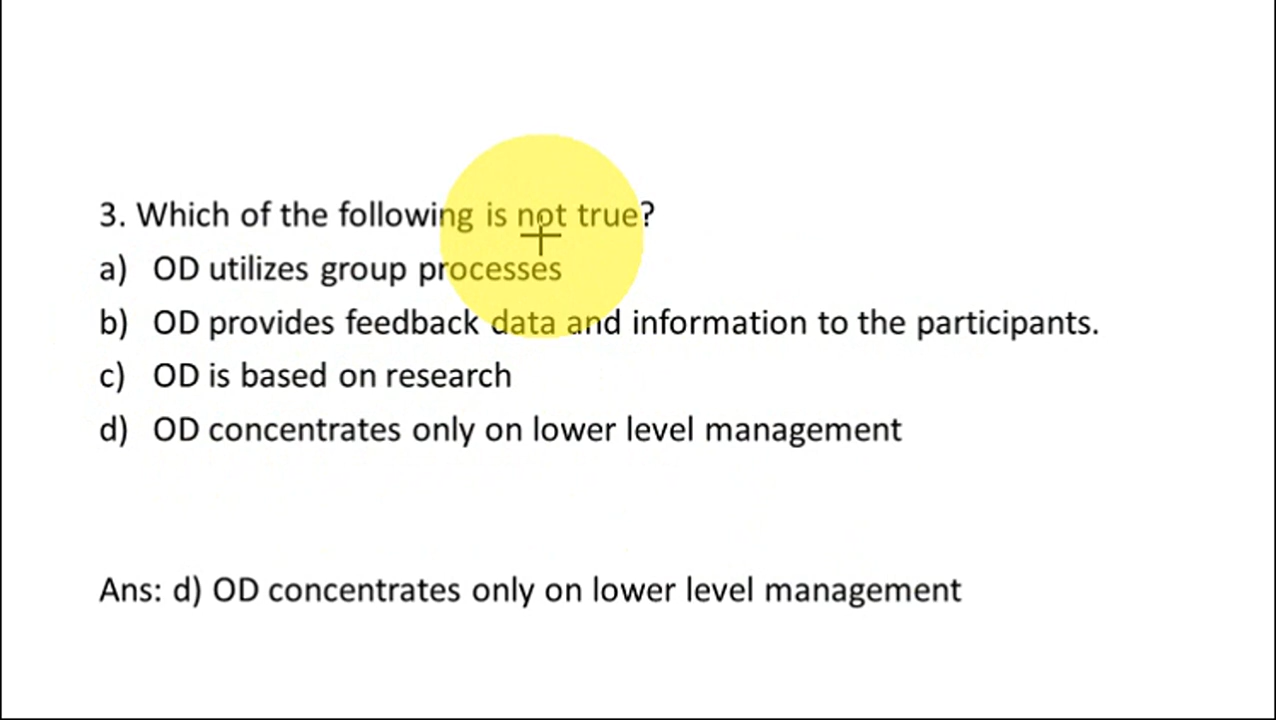 3. Which of the following is not true?
a) OD utilizes group processes
b) OD provides feedback data and information to the participants.
c) OD is based on research
d) OD concentrates only on lower level management
Ans: d) OD concentrates only on lower level management